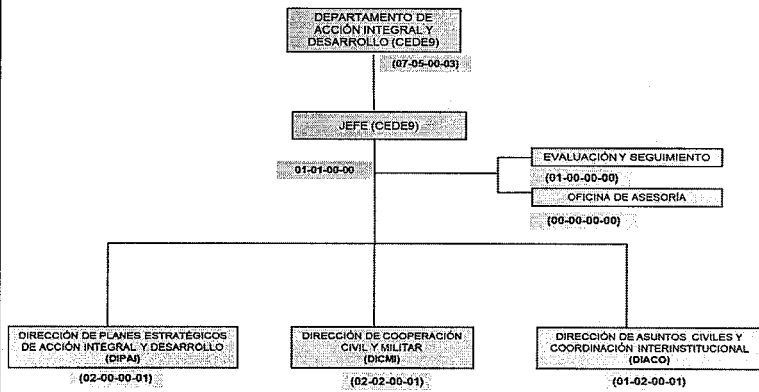 DEPARTAMENTO DE
ACCIÓN INTEGRAL Y
DESARROLLO (CEDE9)
(07-05-00-03)
JEFE (CEDE9)
01-01-00-00
EVALUACIÓN Y SEGUIMIENTO
(01-00-00-00)
OFICINA DE ASESORÍA
(00-00-00-00)
DIRECCIÓN DE PLANES ESTRATÉGICOS
DE ACCIÓN INTEGRAL Y DESARROLLO
(DIPAI)
(02-00-00-01)
DIRECCIÓN DE COOPERACIÓN
CIVIL Y MILITAR
(DICMI)
(02-02-00-01)
DIRECCIÓN DE ASUNTOS CIVILES Y
COORDINACIÓN INTERINSTITUCIONAL
(DIACO)
(01-02-00-01)